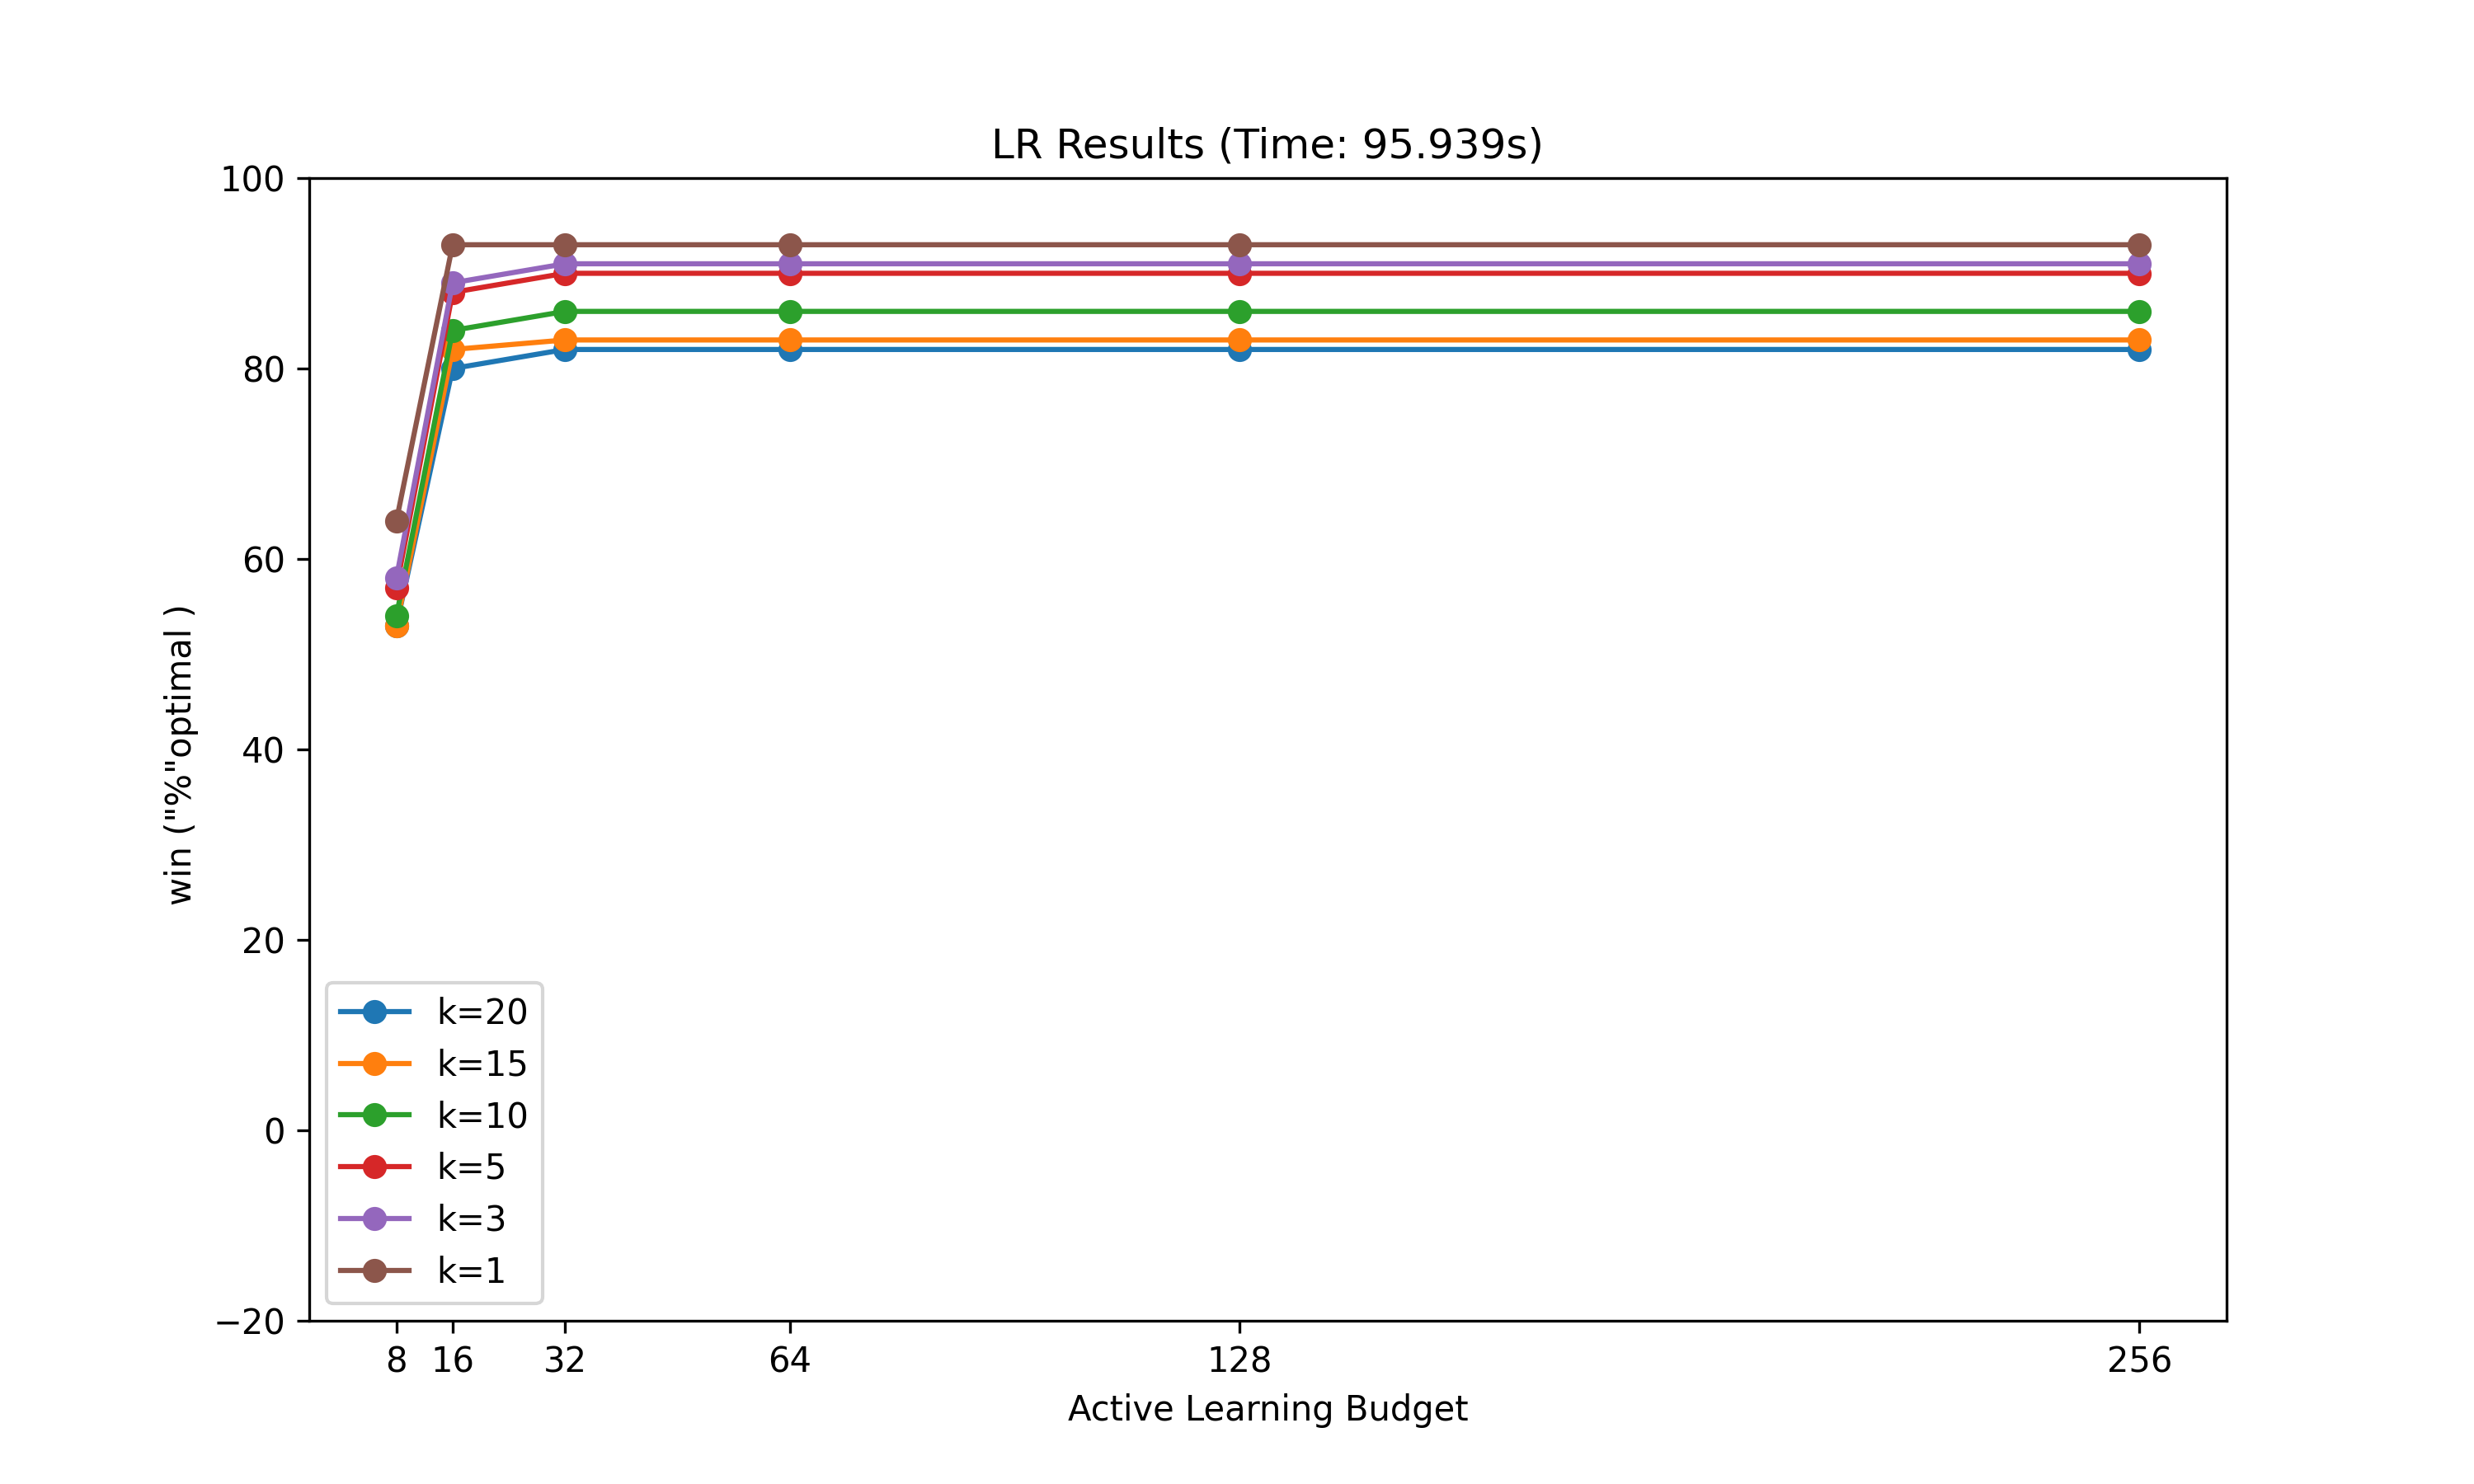 LR Results (Time: 95.939s)
100
80
60
40
20
0
−20
win ("%"optimal )
k=20
k=15
k=10
k=5
k=3
k=1
8 16 32 64 128 256
Active Learning Budget